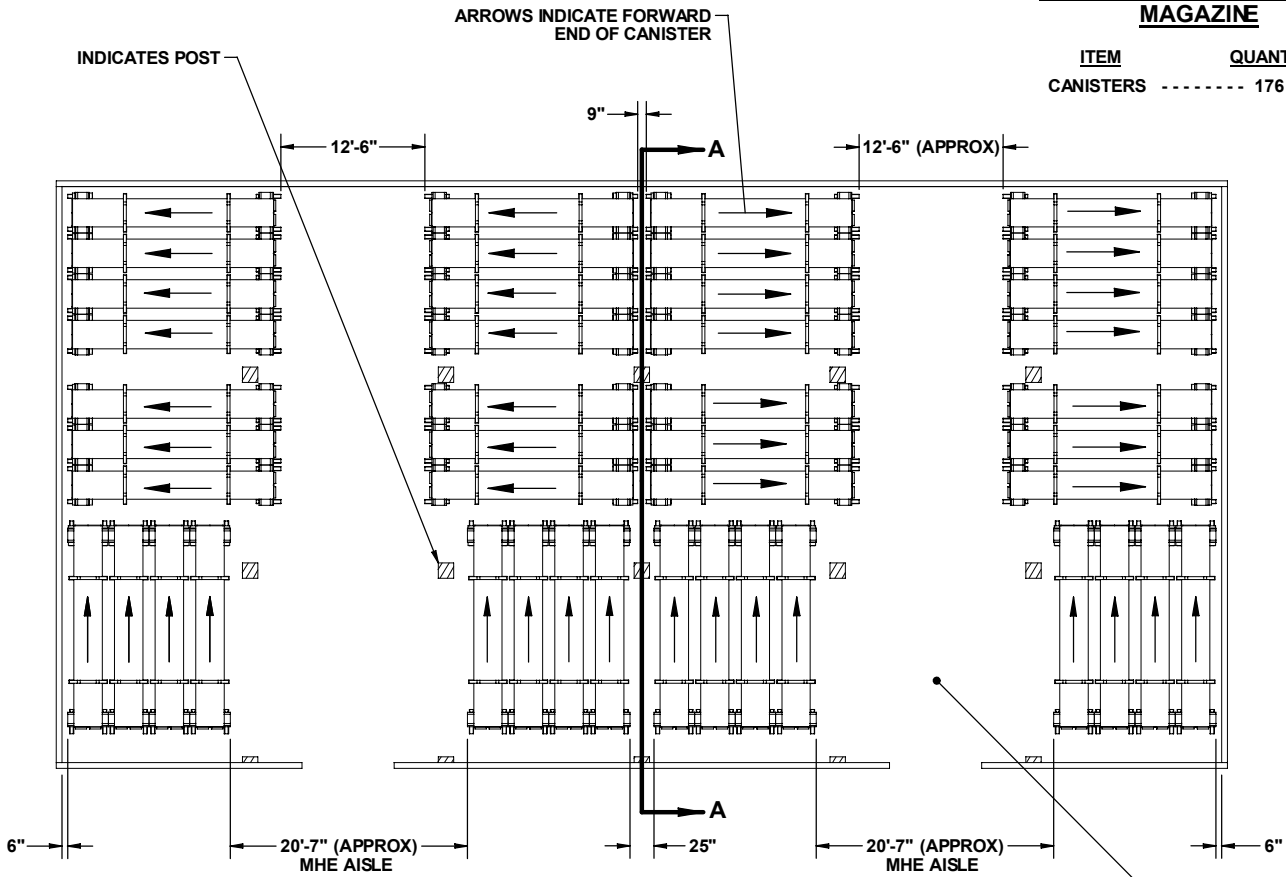 ARROWS INDICATE FORWARD
END OF CANISTER
MAGAZINE
INDICATES POST
ITEM QUANT
CANISTERS - - - - - - - - 176
9"
12'-6"
A
12'-6" (APPROX)
A
6"
20'-7" (APPROX)
MHE AISLE
25"
20'-7" (APPROX)
MHE AISLE
6"